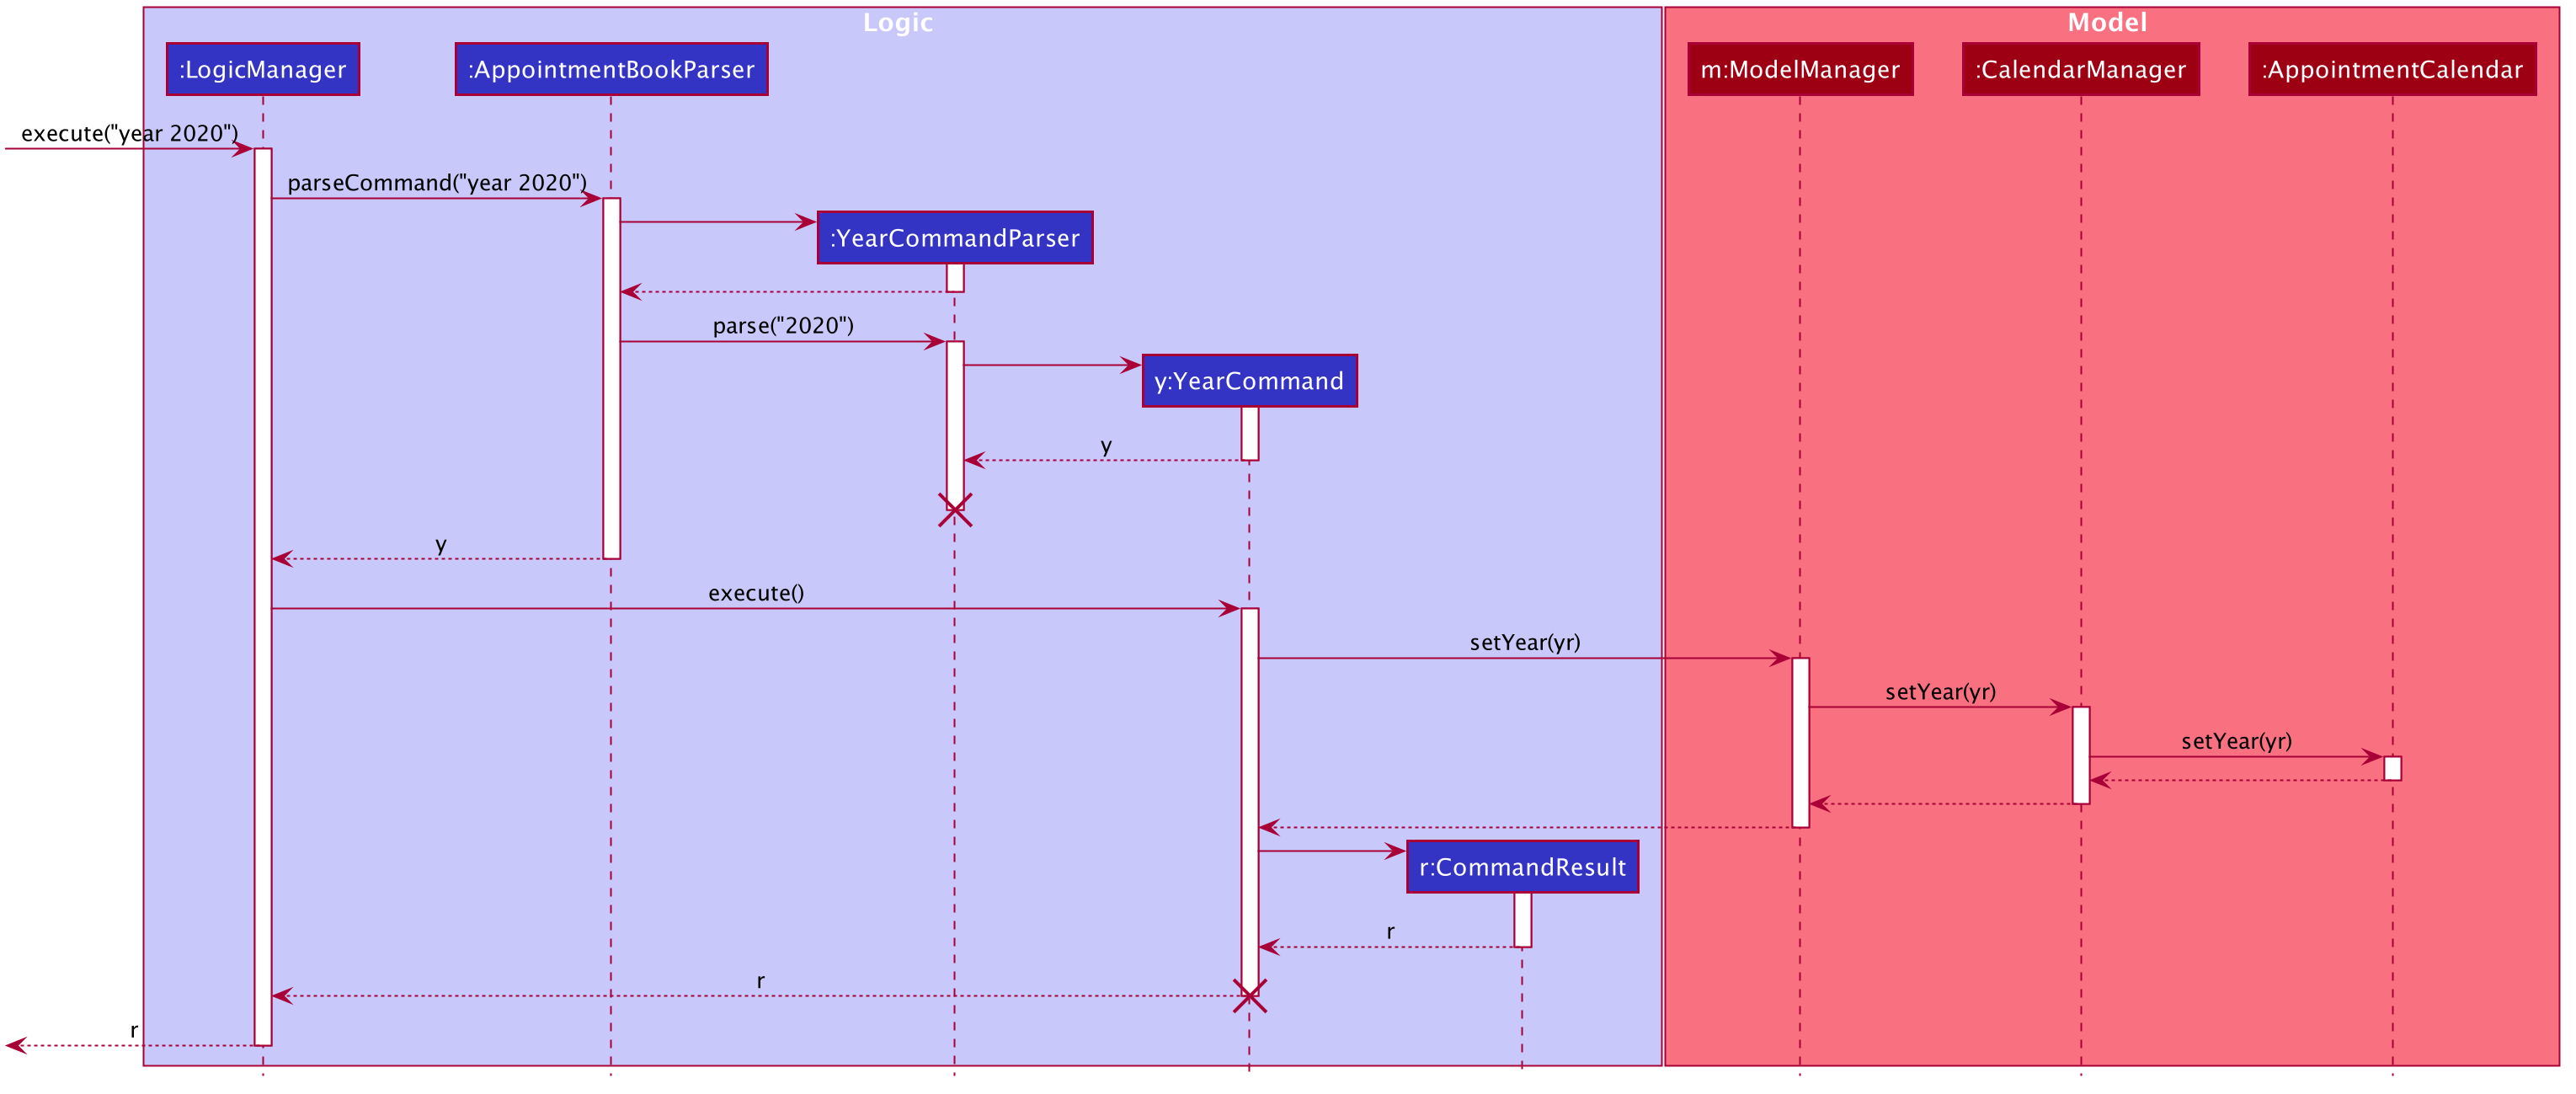 Logic
Model
:LogicManager
:AppointmentBookParser
m:ModelManager
:CalendarManager
:AppointmentCalendar
execute("year 2020")
parseCommand("year 2020")
:YearCommandParser
parse("2020")
y:YearCommand
y
y
execute()
setYear(yr)
setYear(yr)
setYear(yr)
r:CommandResult
r
r
r